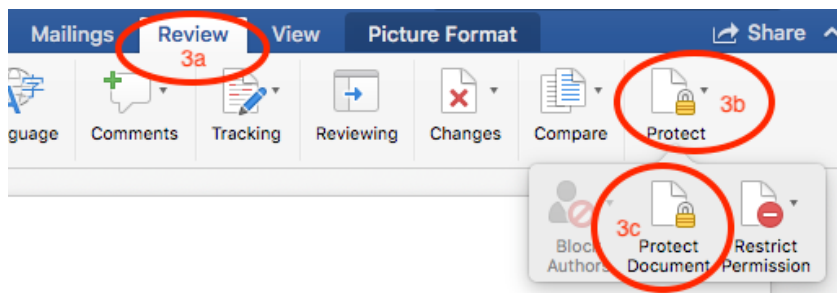 Mailings Review View Picture Format Share
3a
3b
guage Comments Tracking Reviewing Changes Compare Protect
3c
Block Protect Restrict
Authors Document Permission